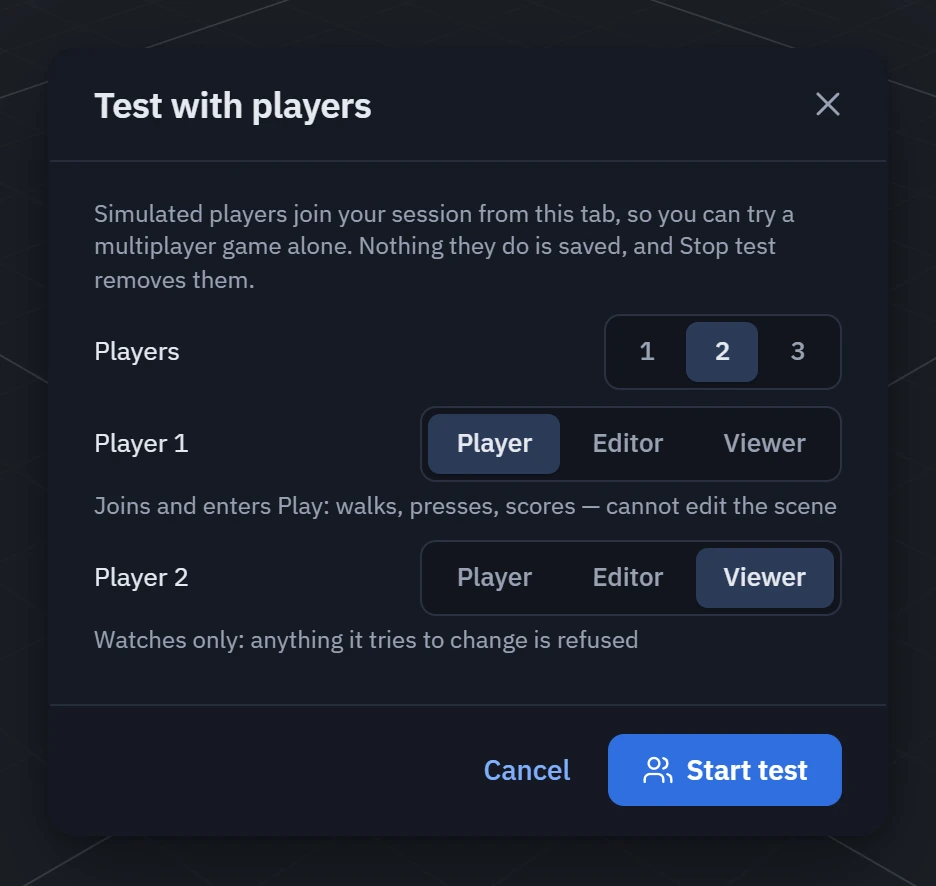 Test with players
Simulated players join your session from this tab, so you can try a
multiplayer game alone. Nothing they do is saved, and Stop test
removes them.
Players 1 2 3
Player 1 Player Editor Viewer
Joins and enters Play: walks, presses, scores — cannot edit the scene
Player 2 Player Editor Viewer
Watches only: anything it tries to change is refused
Cancel Start test